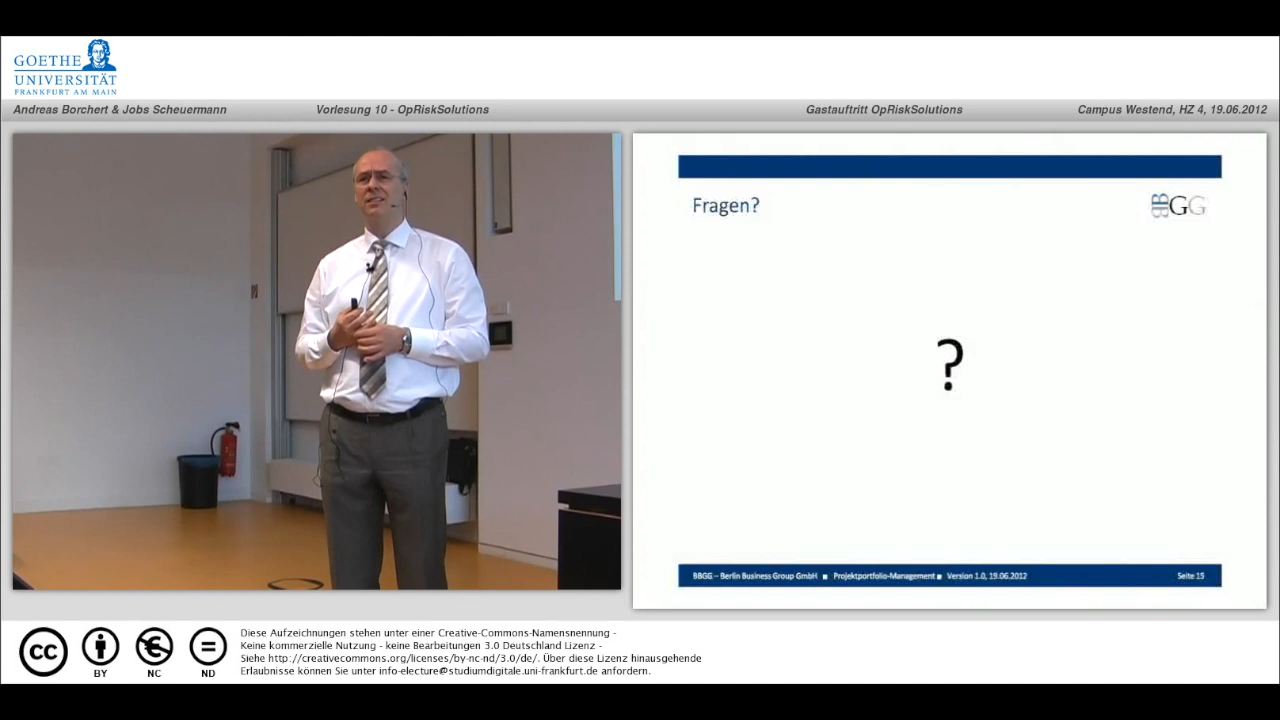 GOETHE
UNIVERSITÄT
FRANKFURT AM MAIN
Andreas Borchert & Jobs Scheuermann Vorlesung 10 - OpRiskSolutions Gastauftritt OpRiskSolutions Campus Westend, HZ 4, 19.06.2012
Fragen?
BBGG
?
BBGG – Berlin Business Group GmbH ■ Projektportfolio-Management ■ Version 1.0, 19.06.2012 Seite 15
cc
BY NC ND
Diese Aufzeichnungen stehen unter einer Creative-Commons-Namensnennung -
Keine kommerzielle Nutzung - keine Bearbeitungen 3.0 Deutschland Lizenz -
Siehe http://creativecommons.org/licenses/by-nc-nd/3.0/de/. Über diese Lizenz hinausgehende
Erlaubnisse können Sie unter info-electure@studiumdigitale.uni-frankfurt.de anfordern.